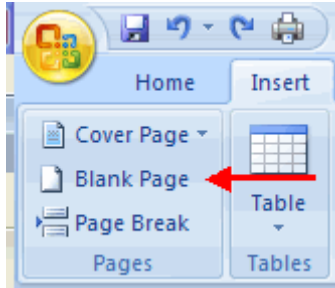 Home Insert
Cover Page
Blank Page
Page Break
Table
Pages Tables